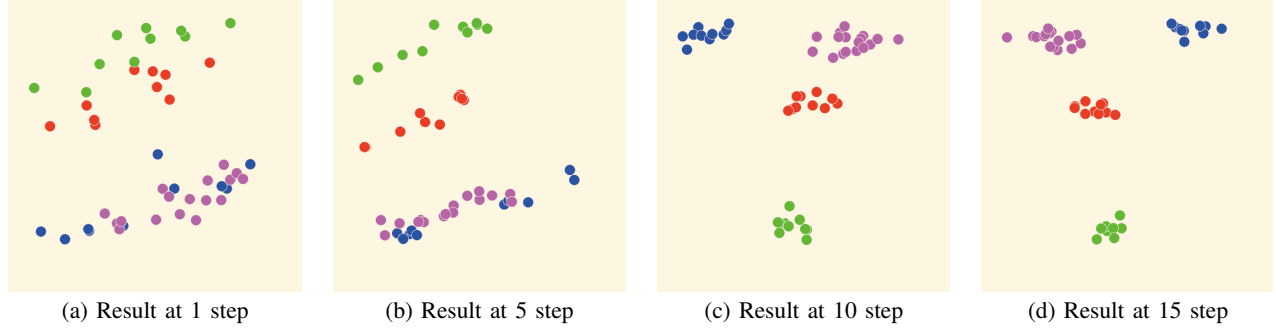 (a) Result at 1 step
(b) Result at 5 step
(c) Result at 10 step
(d) Result at 15 step